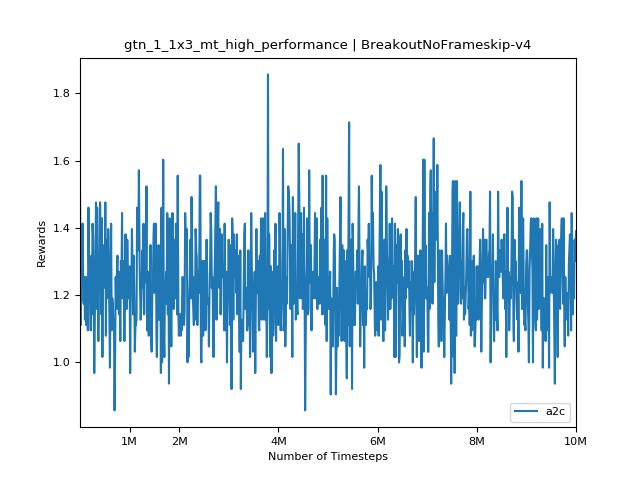 gtn_1_1x3_mt_high_performance | BreakoutNoFrameskip-v4
1.8
1.6
1.4
1.2
1.0
Rewards
a2c
1M 2M 4M 6M 8M 10M
Number of Timesteps